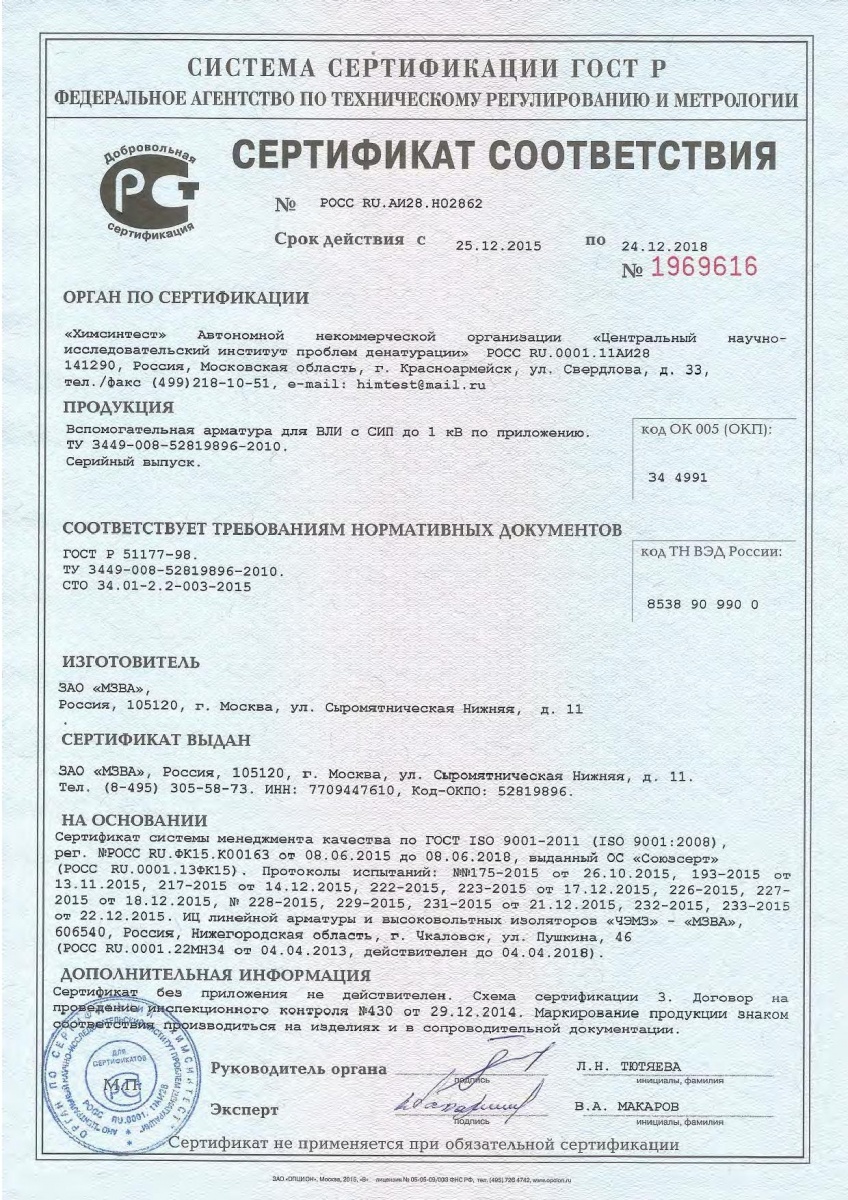 СИСТЕМА СЕРТИФИКАЦИИ ГОСТ Р
ФЕДЕРАЛЬНОЕ АГЕНТСТВО ПО ТЕХНИЧЕСКОМУ РЕГУЛИРОВАНИЮ И МЕТРОЛОГИИ
Добровольная
сертификация
СЕРТИФИКАТ СООТВЕТСТВИЯ
№ РОСС RU.АИ28.Н02862
Срок действия с 25.12.2015 по 24.12.2018
№ 1969616
ОРГАН ПО СЕРТИФИКАЦИИ
«Химсинтест» Автономной некоммерческой организации «Центральный научно-
исследовательский институт проблем денатурации» РОСС RU.0001.11АИ28
141290, Россия, Московская область, г. Красноармейск, ул. Свердлова, д. 33,
тел./факс (499)218-10-51, e-mail: himtest@mail.ru
ПРОДУКЦИЯ
Вспомогательная арматура для ВЛИ с СИП до 1 кВ по приложению.
ТУ 3449-008-52819896-2010.
Серийный выпуск.
код ОК 005 (ОКП):
34 4991
СООТВЕТСТВУЕТ ТРЕБОВАНИЯМ НОРМАТИВНЫХ ДОКУМЕНТОВ
ГОСТ Р 51177-98.
ТУ 3449-008-52819896-2010.
СТО 34.01-2.2-003-2015
код ТН ВЭД России:
8538 90 990 0
ИЗГОТОВИТЕЛЬ
ЗАО «МЗВА»,
Россия, 105120, г. Москва, ул. Сыромятническая Нижняя, д. 11
.
СЕРТИФИКАТ ВЫДАН
ЗАО «МЗВА», Россия, 105120, г. Москва, ул. Сыромятническая Нижняя, д. 11.
Тел. (8-495) 305-58-73. ИНН: 7709447610, Код-ОКПО: 52819896.
НА ОСНОВАНИИ
Сертификат системы менеджмента качества по ГОСТ ISO 9001-2011 (ISO 9001:2008),
рег. №РОСС RU.ФК15.К00163 от 08.06.2015 до 08.06.2018, выданный ОС «Союзсерт»
(РОСС RU.0001.13ФК15). Протоколы испытаний: №№175-2015 от 26.10.2015, 193-2015 от
13.11.2015, 217-2015 от 14.12.2015, 222-2015, 223-2015 от 17.12.2015, 226-2015, 227-
2015 от 18.12.2015, № 228-2015, 229-2015, 231-2015 от 21.12.2015, 232-2015, 233-2015
от 22.12.2015. ИЦ линейной арматуры и высоковольтных изоляторов «ЧЭМЗ» - «МЗВА»,
606540, Россия, Нижегородская область, г. Чкаловск, ул. Пушкина, 46
(РОСС RU.0001.22МН34 от 04.04.2013, действителен до 04.04.2018).
ДОПОЛНИТЕЛЬНАЯ ИНФОРМАЦИЯ
Сертификат без приложения не действителен. Схема сертификации 3. Договор на
проведение инспекционного контроля №430 от 29.12.2014. Маркирование продукции знаком
соответствия производиться на изделиях и в сопроводительной документации.
ДЛЯ
СЕРТИФИКАТОВ
М.П.
РОСС RU.0001.11АИ28
Руководитель органа
подпись
Л.Н. ТЮТЯЕВА
инициалы, фамилия
Эксперт
подпись
В.А. МАКАРОВ
инициалы, фамилия
Сертификат не применяется при обязательной сертификации
ЗАО «ОПЦИОН», Москва, 2015, «В» лицензия № 05-05-09/003 ФНС РФ, тел. (495) 726 4742, www.opcion.ru